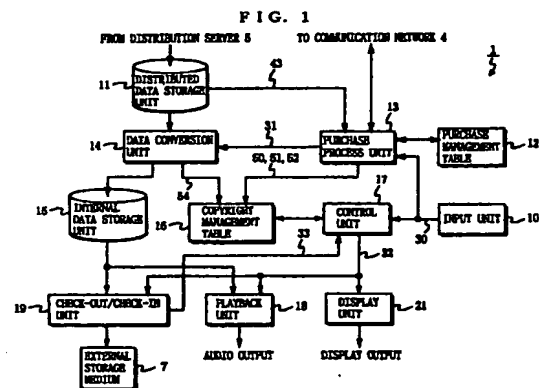 FIG. 1
FROM DISTRIBUTION SERVER 5
TO COMMUNICATION NETWORK 4
1
43
11
DISTRIBUTED
DATA STORAGE
UNIT
13
14
DATA CONVERSION
UNIT
31
PURCHASE
PROCESS UNIT
PURCHASE
MANAGEMENT
TABLE
12
50, 51, 52
54
17
15
INTERNAL
DATA STORAGE
UNIT
16
COPYRIGHT
MANAGEMENT
TABLE
CONTROL
UNIT
INPUT UNIT
10
30
33
32
19
CHECK-OUT/CHECK-IN
UNIT
PLAYBACK
UNIT
18
DISPLAY
UNIT
21
EXTERNAL
STORAGE
MEDIUM
7
AUDIO OUTPUT
DISPLAY OUTPUT